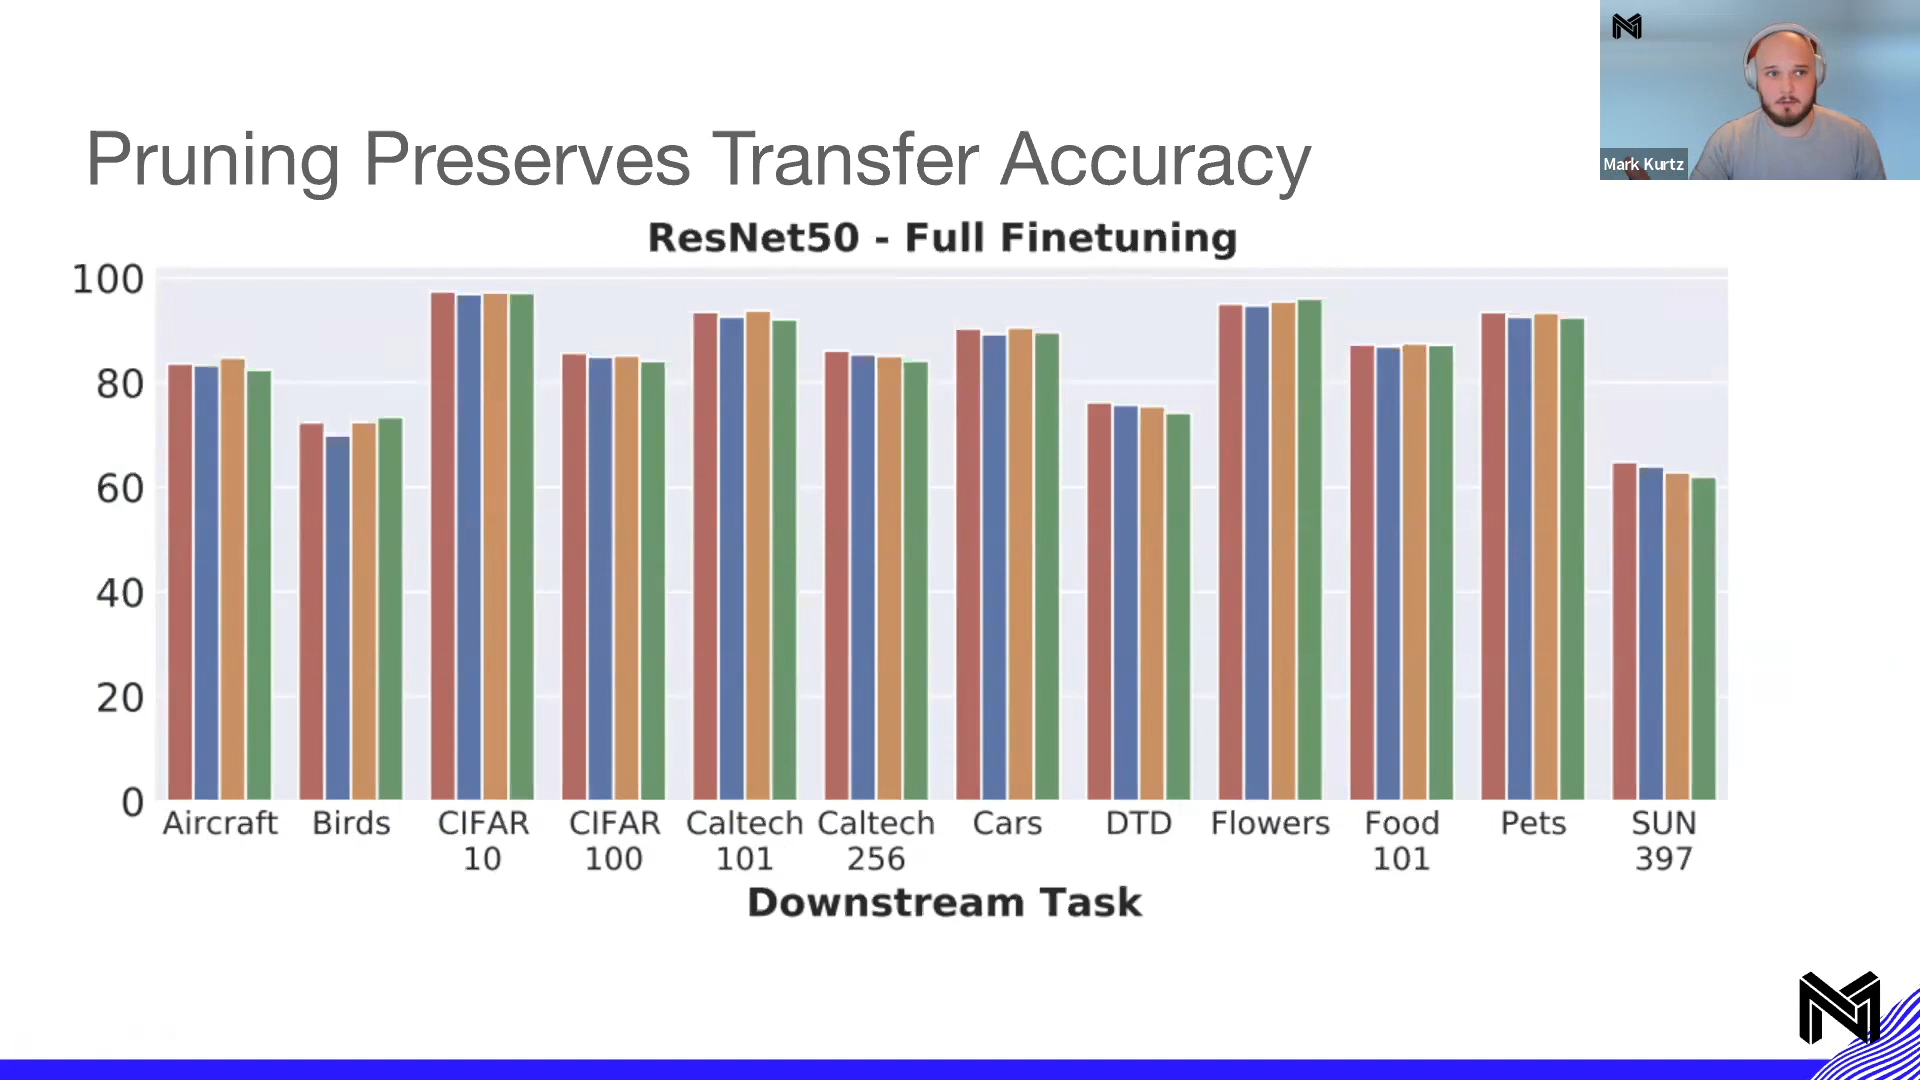 Mark Kurtz
Pruning Preserves Transfer Accuracy
ResNet50 - Full Finetuning
100
80
60
40
20
0
Aircraft
Birds
CIFAR
10
CIFAR
100
Caltech
101
Caltech
256
Cars
DTD
Flowers
Food
101
Pets
SUN
397
Downstream Task